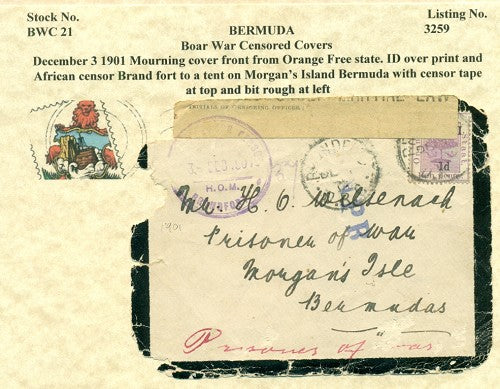 Stock No.
BWC 21
BERMUDA
Listing No.
3259
Boar War Censored Covers
December 3 1901 Mourning cover front from Orange Free state. ID over print and
African censor Brand fort to a tent on Morgan's Island Bermuda with censor tape
at top and bit rough at left
INITIALS OF CENSORING OFFICER
H.O.M.
1d
Mr. H. O. Welsenach
Prisoner of War
Morgan's Isle
Bermudas
Prisoner of War
1901